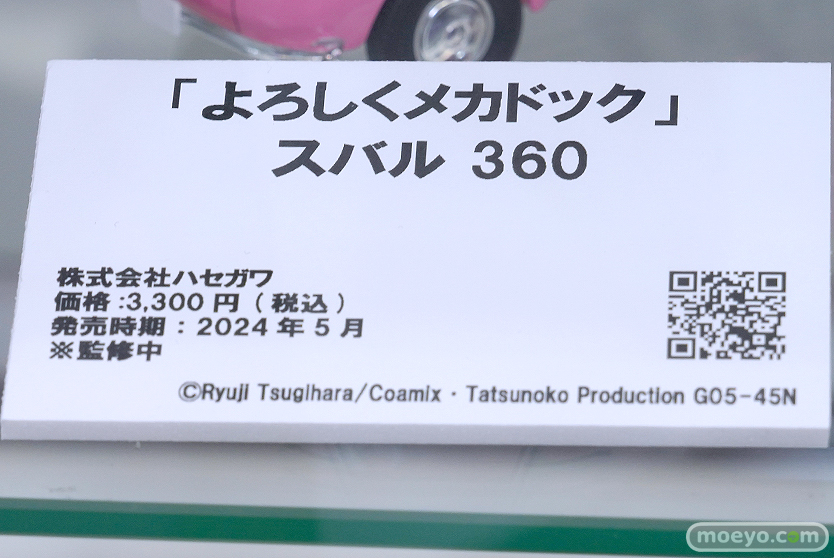 「よろしくメカドック」
スバル 360
株式会社ハセガワ
価格:3,300 円 ( 税込 )
発売時期 : 2024 年 5 月
※監修中
©Ryuji Tsugihara/Coamix・Tatsunoko Production G05-45N
moeyo.com